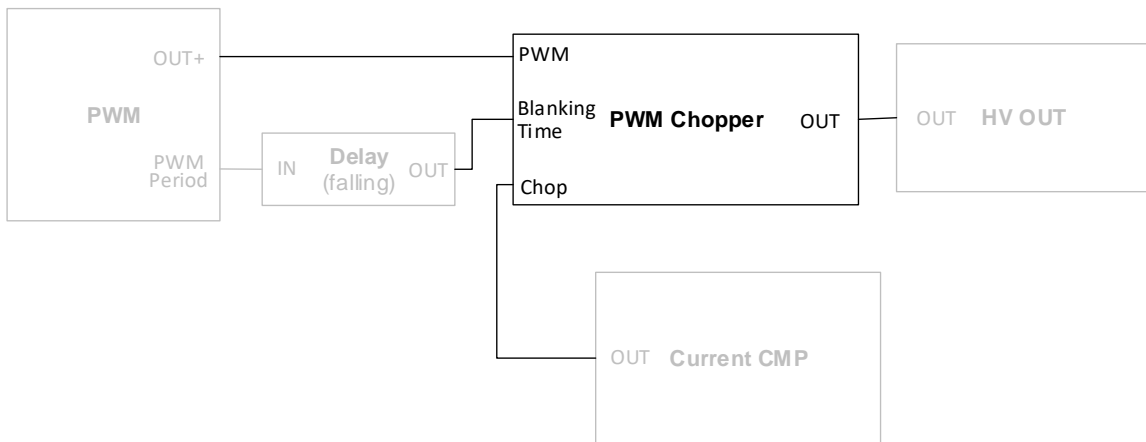 OUT+
PWM
PWM
Period
IN
Delay
(falling)
OUT
PWM
Blanking
Time
Chop
PWM Chopper
OUT
OUT
HV OUT
OUT
Current CMP